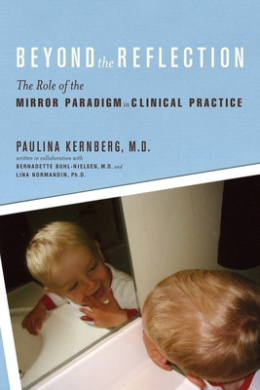 BEYOND the REFLECTION
The Role of the
MIRROR PARADIGM in CLINICAL PRACTICE
PAULINA KERNBERG, M.D.
written in collaboration with
BERNADETTE BUHL-NIELSEN, M.D. and
LINA NORMANDIN, Ph.D.